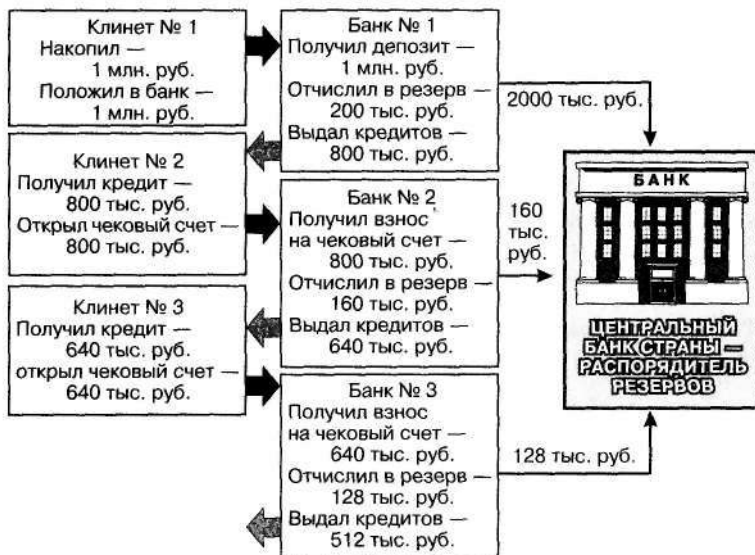 Клинет № 1
Накопил —
1 млн. руб.
Положил в банк —
1 млн. руб.
Банк № 1
Получил депозит —
1 млн. руб.
Отчислил в резерв —
200 тыс. руб.
Выдал кредитов —
800 тыс. руб.
2000 тыс. руб.
Клинет № 2
Получил кредит —
800 тыс. руб.
Открыл чековый счет —
800 тыс. руб.
Банк № 2
Получил взнос
на чековый счет —
800 тыс. руб.
Отчислил в резерв —
160 тыс. руб.
Выдал кредитов —
640 тыс. руб.
160
тыс.
руб.
Клинет № 3
Получил кредит —
640 тыс. руб.
открыл чековый счет —
640 тыс. руб.
Банк № 3
Получил взнос
на чековый счет —
640 тыс. руб.
Отчислил в резерв —
128 тыс. руб.
Выдал кредитов —
512 тыс. руб.
128 тыс. руб.
БАНК
ЦЕНТРАЛЬНЫЙ
БАНК СТРАНЫ —
РАСПОРЯДИТЕЛЬ
РЕЗЕРВОВ